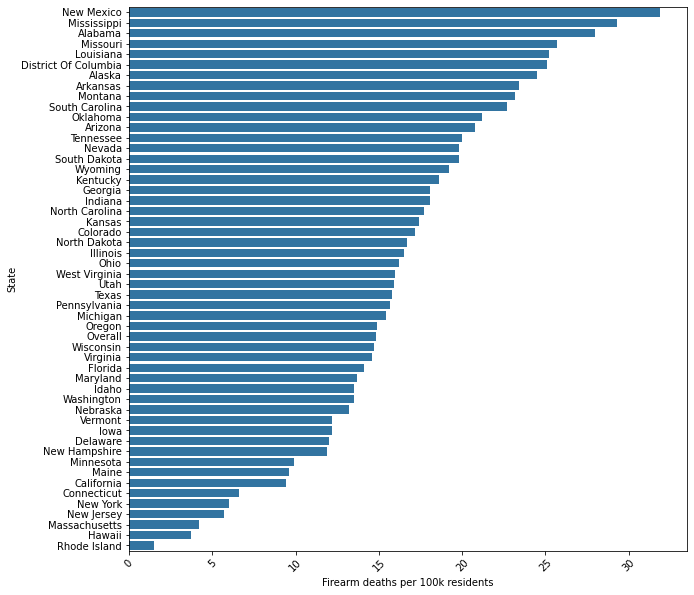 New Mexico
Mississippi
Alabama
Missouri
Louisiana
District Of Columbia
Alaska
Arkansas
Montana
South Carolina
Oklahoma
Arizona
Tennessee
Nevada
South Dakota
Wyoming
Kentucky
Georgia
Indiana
North Carolina
Kansas
Colorado
North Dakota
Illinois
Ohio
West Virginia
Utah
Texas
Pennsylvania
Michigan
Oregon
Overall
Wisconsin
Virginia
Florida
Maryland
Idaho
Washington
Nebraska
Vermont
Iowa
Delaware
New Hampshire
Minnesota
Maine
California
Connecticut
New York
New Jersey
Massachusetts
Hawaii
Rhode Island
State
0 5 10 15 20 25 30
Firearm deaths per 100k residents